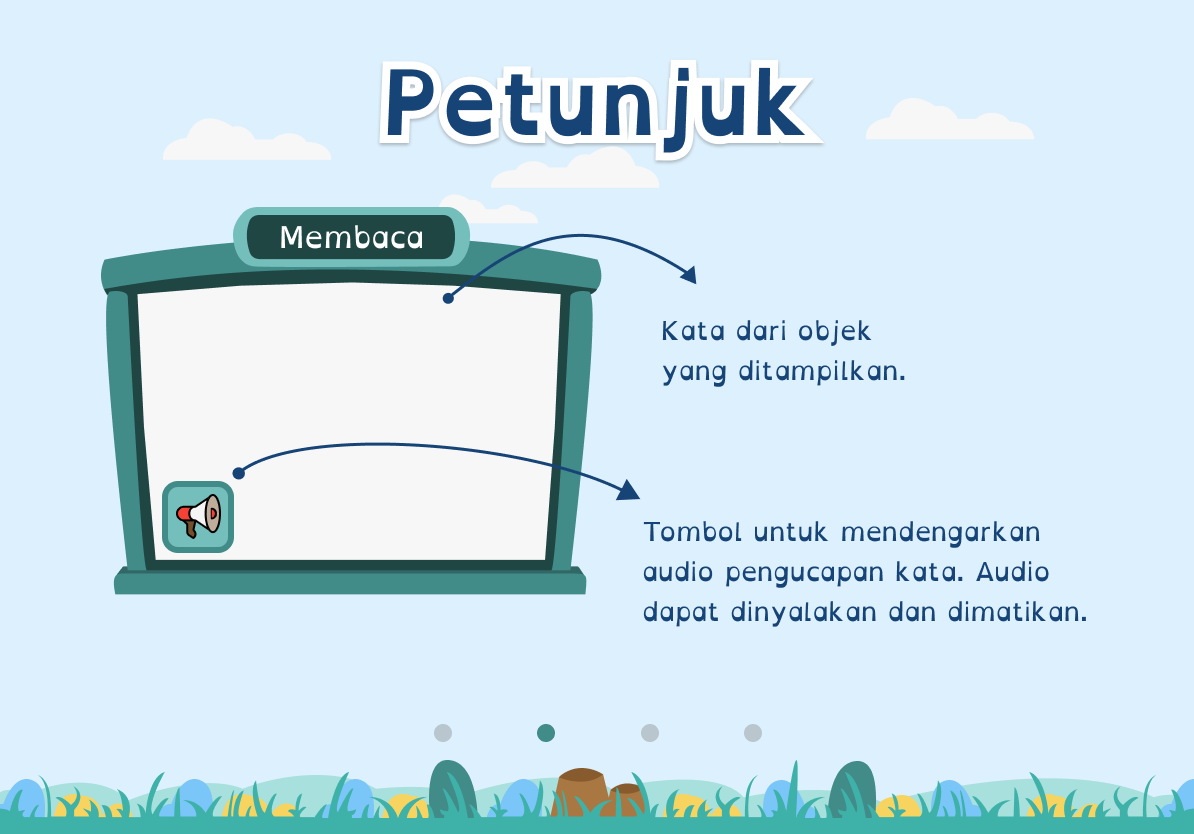 Petunjuk
Membaca
Kata dari objek
yang ditampilkan.
Tombol untuk mendengarkan
audio pengucapan kata. Audio
dapat dinyalakan dan dimatikan.